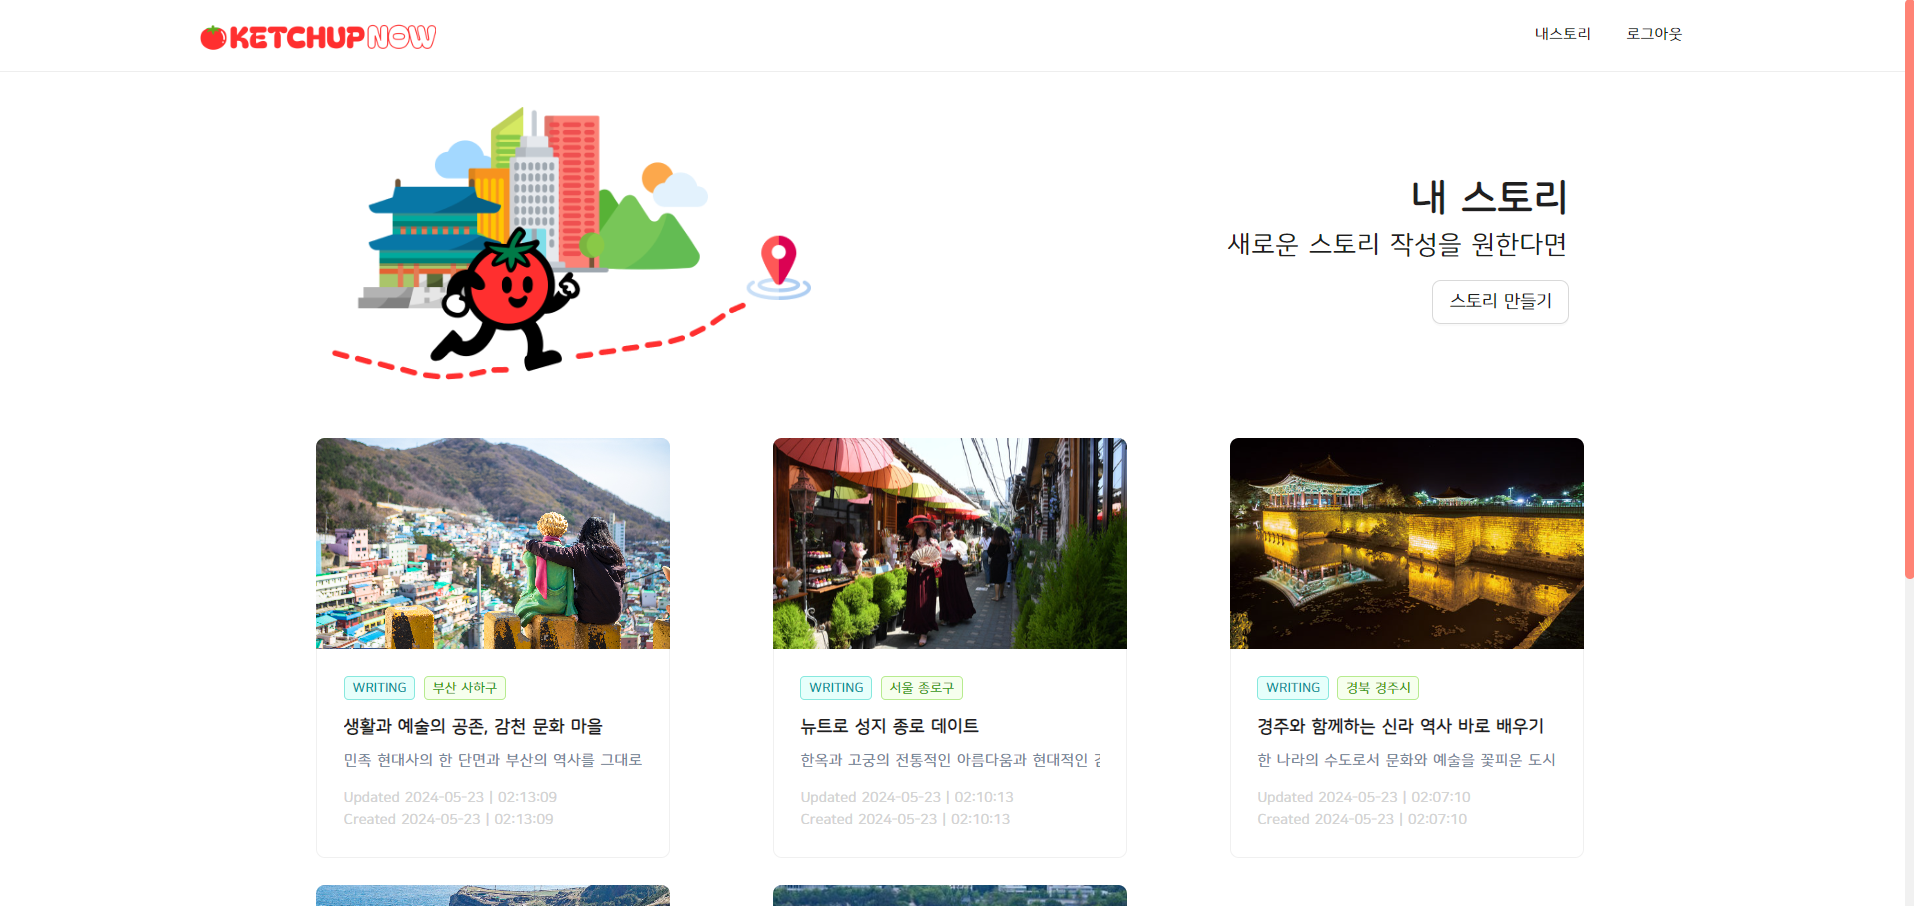 KETCHUP NOW
내스토리
로그아웃
내 스토리
새로운 스토리 작성을 원한다면
스토리 만들기
WRITING 부산 사하구
생활과 예술의 공존, 감천 문화 마을
민족 현대사의 한 단면과 부산의 역사를 그대로
Updated 2024-05-23 | 02:13:09
Created 2024-05-23 | 02:13:09
WRITING 서울 종로구
뉴트로 성지 종로 데이트
한옥과 고궁의 전통적인 아름다움과 현대적인
Updated 2024-05-23 | 02:10:13
Created 2024-05-23 | 02:10:13
WRITING 경북 경주시
경주와 함께하는 신라 역사 바로 배우기
한 나라의 수도로서 문화와 예술을 꽃피운 도시
Updated 2024-05-23 | 02:07:10
Created 2024-05-23 | 02:07:10